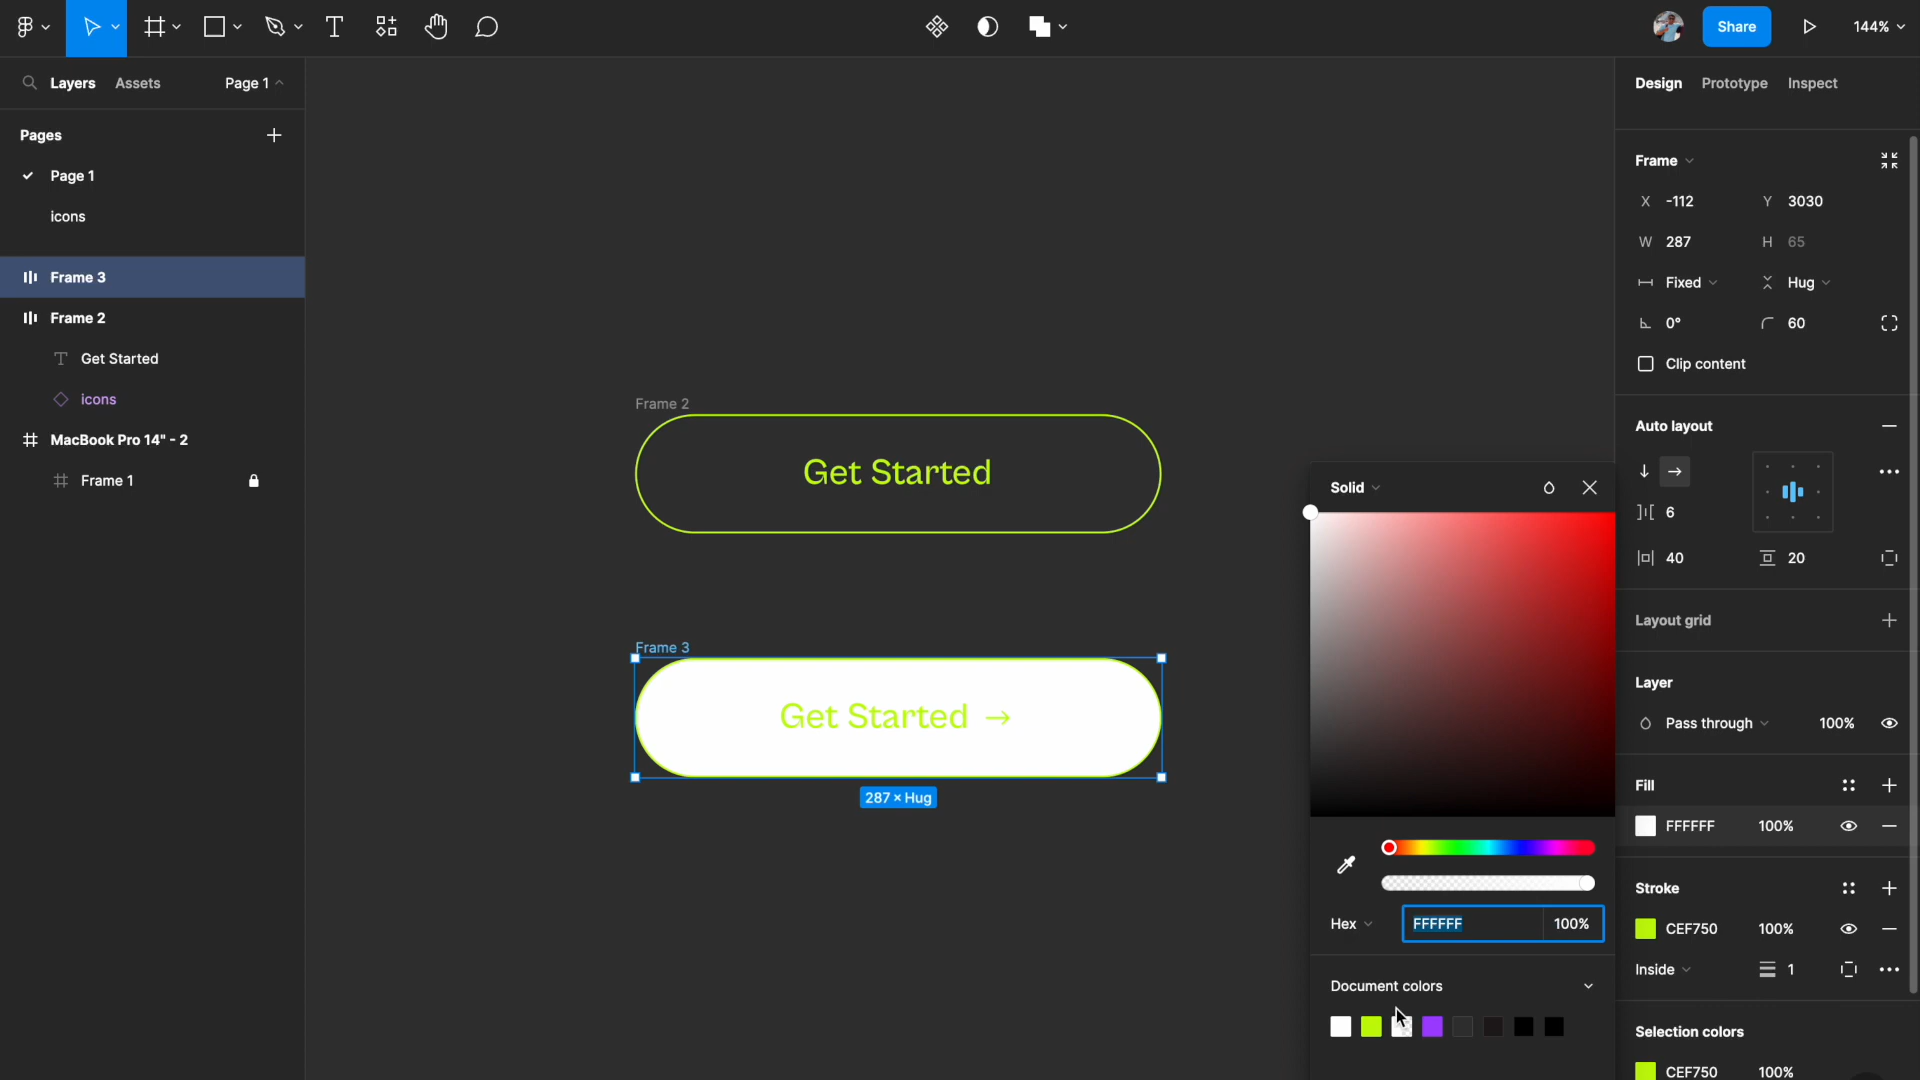 Share
144%
Layers
Assets
Page 1
Design
Prototype
Inspect
Pages
Page 1
icons
Frame 3
Frame 2
Get Started
icons
MacBook Pro 14" - 2
Frame 1
Frame 2
Get Started
Frame 3
Get Started →
287 × Hug
Solid
Hex
FFFFFF
100%
Document colors
Frame
X -112
Y 3030
W 287
H 65
Fixed
Hug
0°
60
Clip content
Auto layout
6
40
20
Layout grid
Layer
Pass through
100%
Fill
FFFFFF
100%
Stroke
CEF750
100%
Inside
1
Selection colors
CEF750
100%